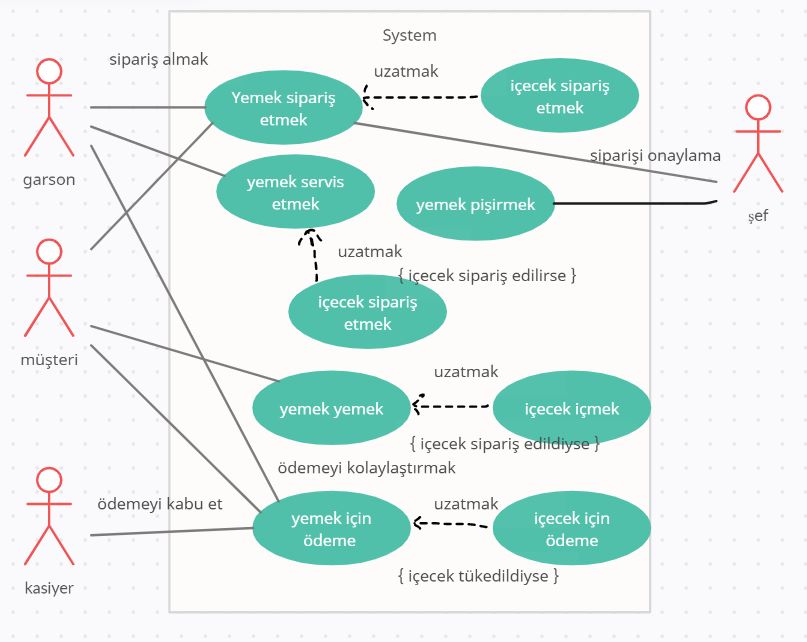 System
sipariş almak
uzatmak
Yemek sipariş
etmek
içecek sipariş
etmek
siparişi onaylama
garson
yemek servis
etmek
yemek pişirmek
şef
uzatmak
{ içecek sipariş edilirse }
içecek sipariş
etmek
müşteri
uzatmak
yemek yemek
içecek içmek
{ içecek sipariş edildiyse }
ödemeyi kolaylaştırmak
ödemeyi kabu et
uzatmak
yemek için
ödeme
içecek için
ödeme
{ içecek tükedildiyse }
kasiyer